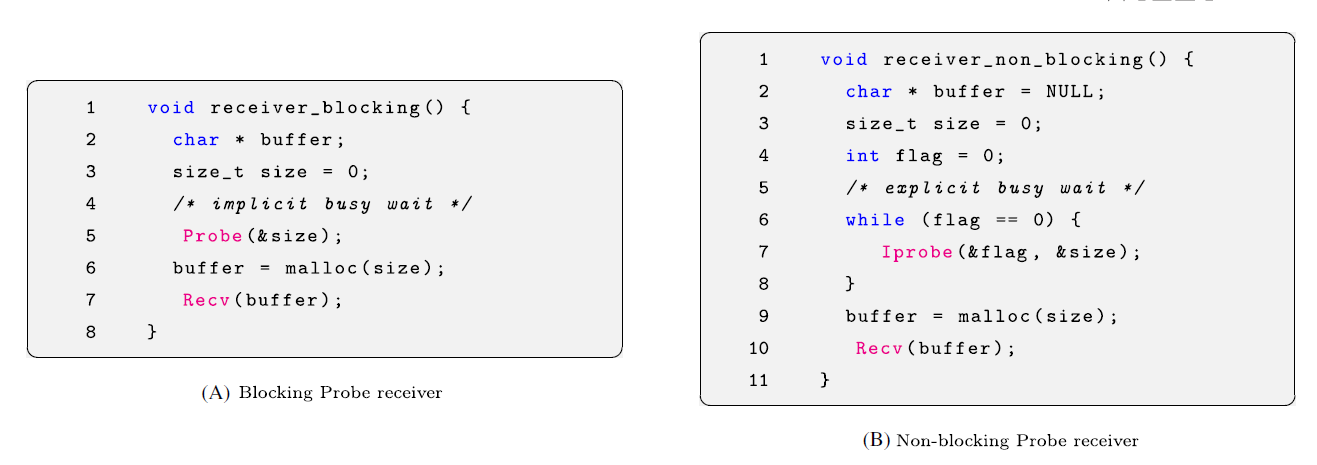 1 void receiver_blocking() {
2 char * buffer;
3 size_t size = 0;
4 /* implicit busy wait */
5 Probe(&size);
6 buffer = malloc(size);
7 Recv(buffer);
8 }
(A) Blocking Probe receiver
1 void receiver_non_blocking() {
2 char * buffer = NULL;
3 size_t size = 0;
4 int flag = 0;
5 /* explicit busy wait */
6 while (flag == 0) {
7 Iprobe(&flag, &size);
8 }
9 buffer = malloc(size);
10 Recv(buffer);
11 }
(B) Non-blocking Probe receiver